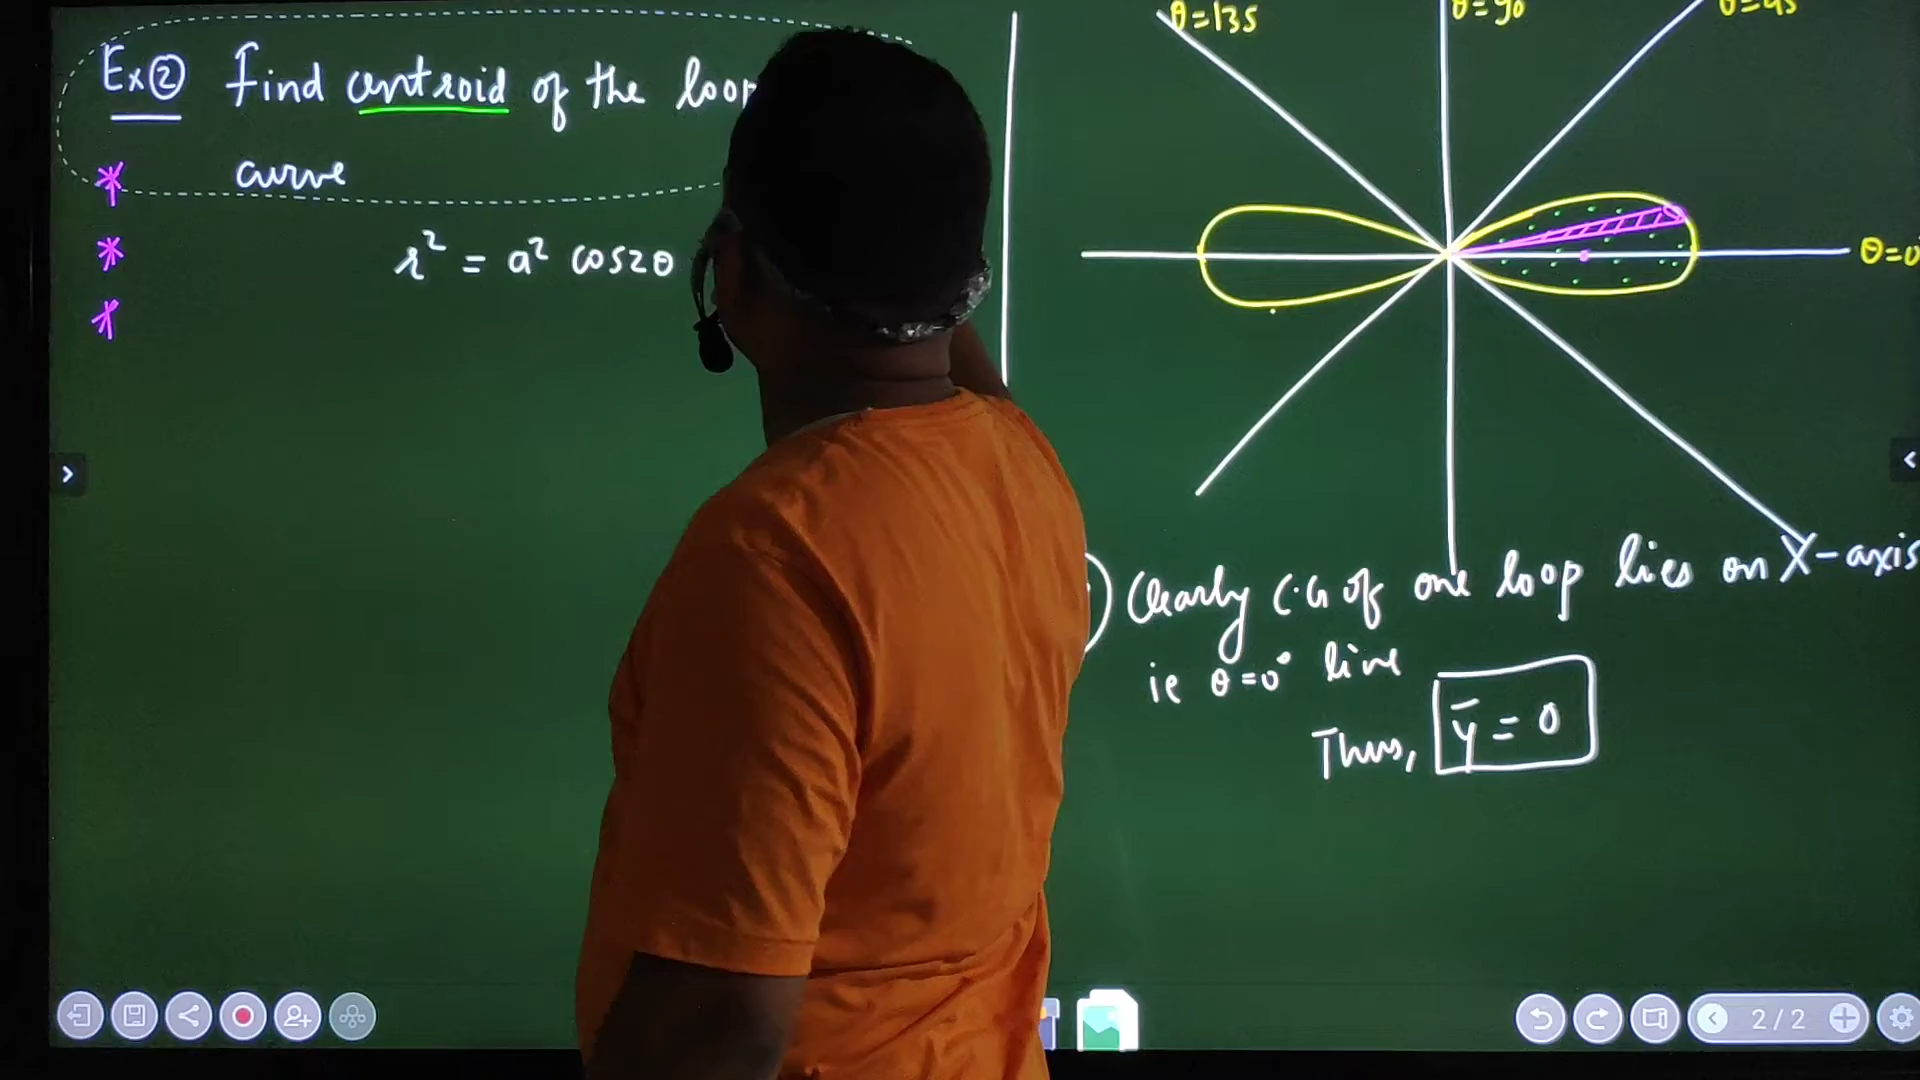 Ex② Find centroid of the loop
curve
r² = a² cos2θ
θ=135
θ=90
θ=45
θ=0
Clearly C.G of one loop lies on X-axis
ie θ=0° line
Thus, ȳ = 0
2/2